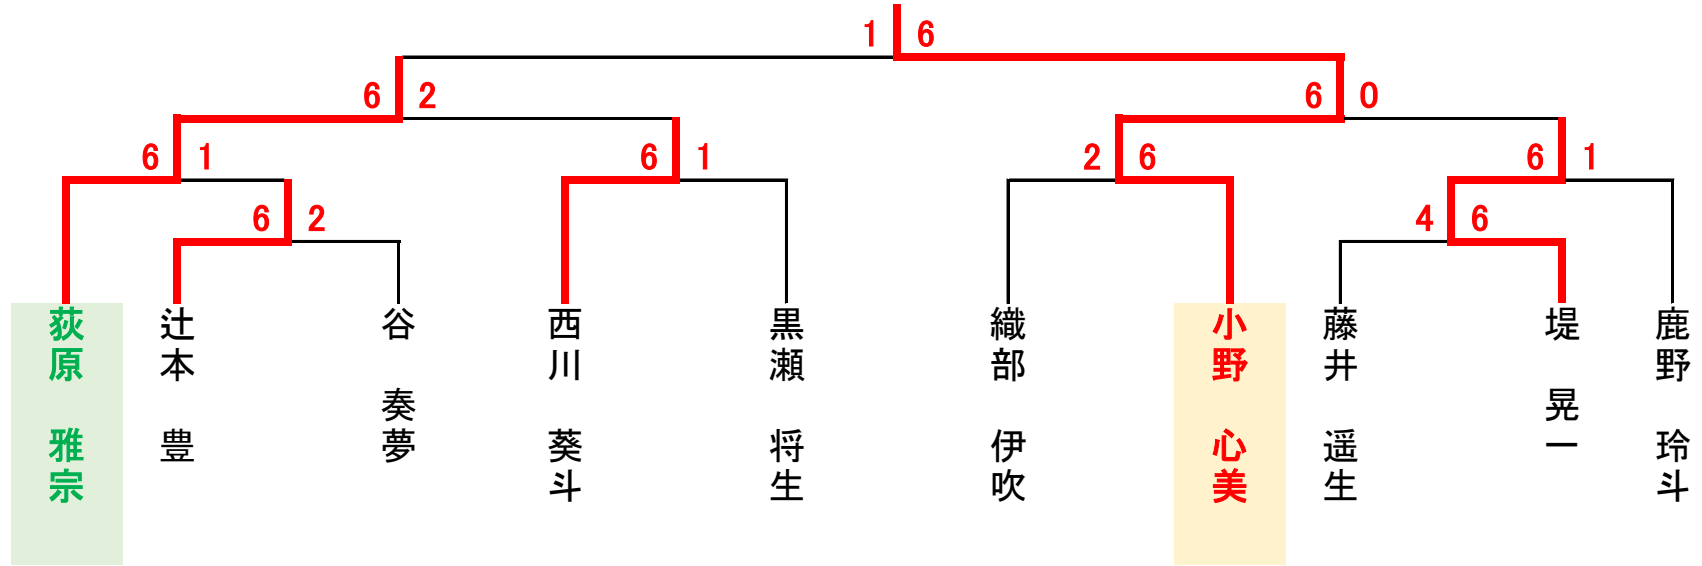 1 6
6 2
6 0
6 1
6 1
2 6
6 1
6 2
4 6
荻原 雅宗
辻本 豊
谷 奏夢
西川 葵斗
黒瀬 将生
織部 伊吹
小野 心美
藤井 遥生
堤 晃一
鹿野 玲斗